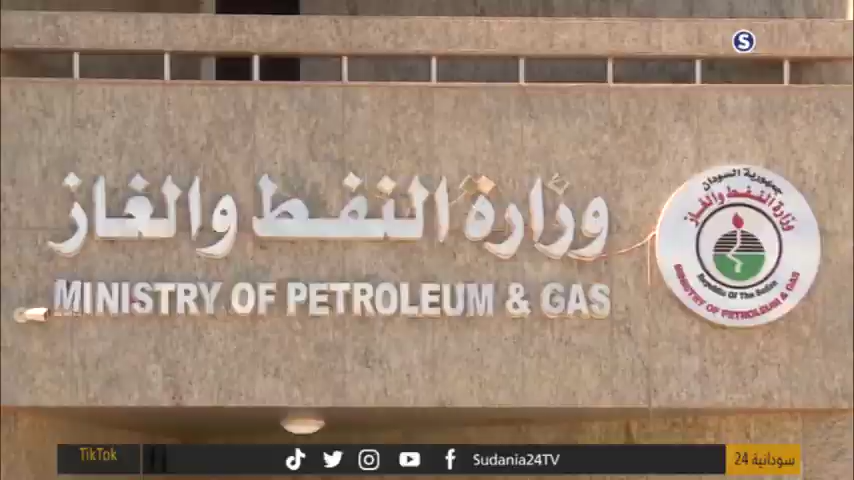 S
وزارة النفط والغاز
MINISTRY OF PETROLEUM & GAS
جمهورية السودان
وزارة النفط والغاز
Republic Of The Sudan
MINISTRY OF PETROLEUM & GAS
TikTok
Sudania24TV
سودانية 24